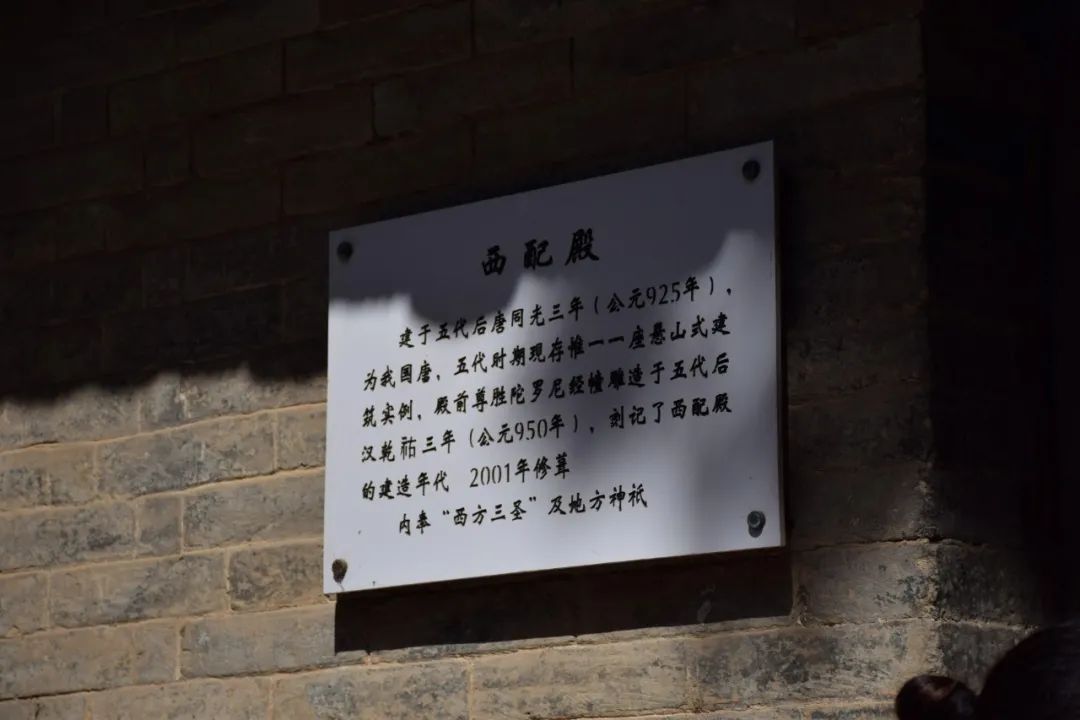 西配殿
建于五代后唐同光三年（公元925年），
为我国唐、五代时期现存惟一一座悬山式建
筑实例，殿前尊胜陀罗尼经幢雕造于五代后
汉乾祐三年（公元950年），刻记了西配殿
的建造年代 2001年修葺
内奉“西方三圣”及地方神祇